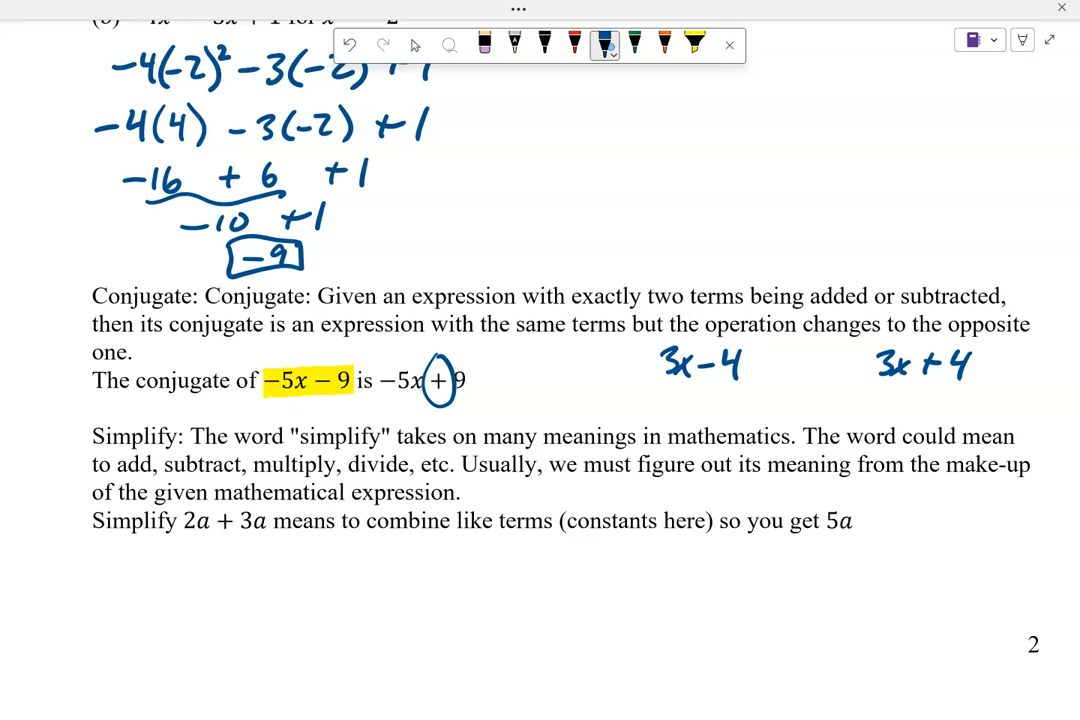 −4(−2)² −3(−2) + 1
−4(4) − 3(−2) + 1
−16 + 6 + 1
−10 + 1
−9
Conjugate: Conjugate: Given an expression with exactly two terms being added or subtracted,
then its conjugate is an expression with the same terms but the operation changes to the opposite
one.
3x − 4 3x + 4
The conjugate of −5x − 9 is −5x + 9
Simplify: The word "simplify" takes on many meanings in mathematics. The word could mean
to add, subtract, multiply, divide, etc. Usually, we must figure out its meaning from the make-up
of the given mathematical expression.
Simplify 2a + 3a means to combine like terms (constants here) so you get 5a
2